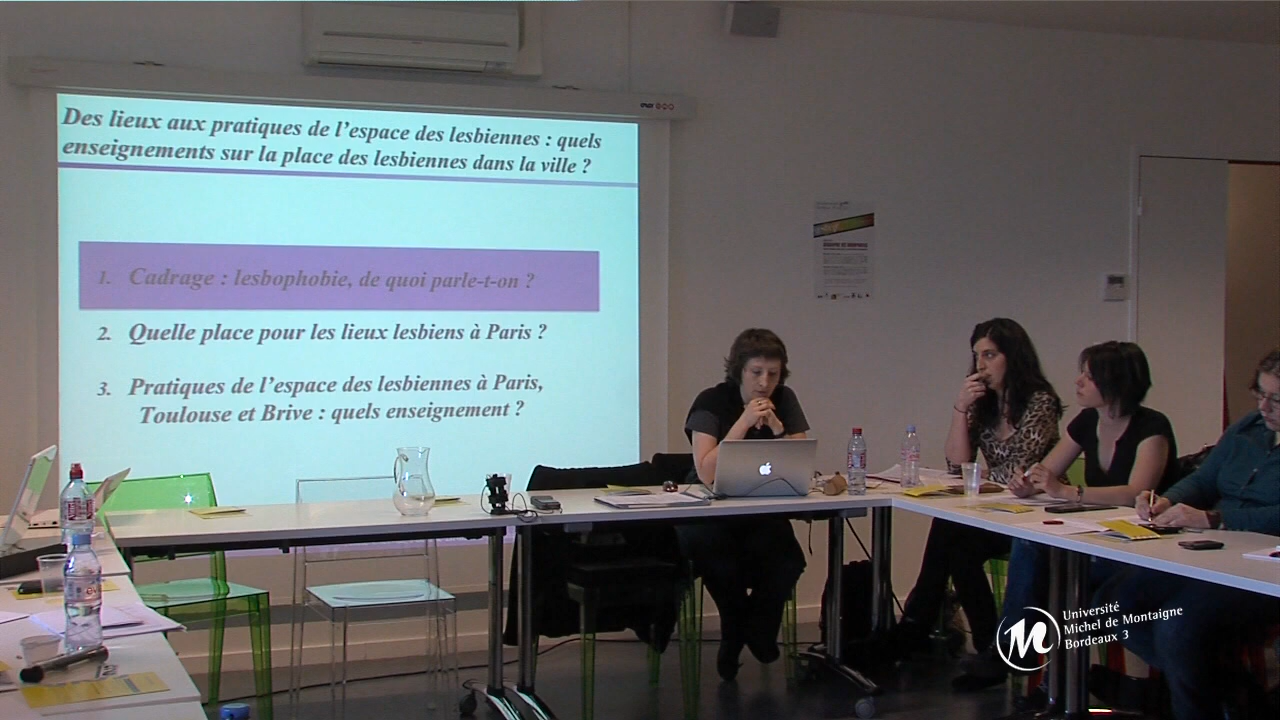 Des lieux aux pratiques de l'espace des lesbiennes : quels
enseignements sur la place des lesbiennes dans la ville ?
1. Cadrage : lesbophobie, de quoi parle-t-on ?
2. Quelle place pour les lieux lesbiens à Paris ?
3. Pratiques de l'espace des lesbiennes à Paris,
Toulouse et Brive : quels enseignement ?
Université
Michel de Montaigne
Bordeaux 3